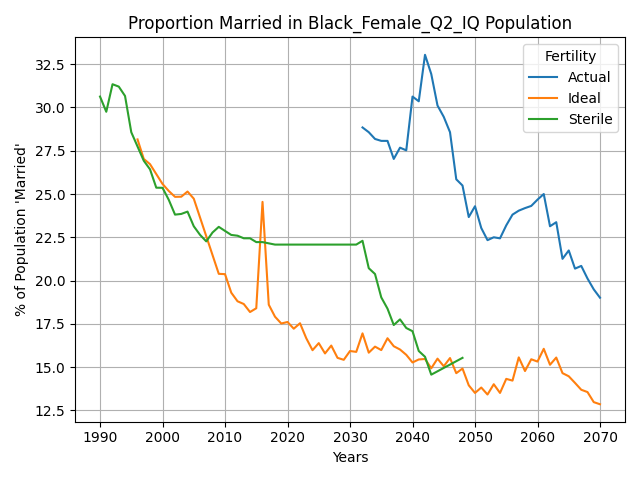 Proportion Married in Black_Female_Q2_IQ Population
% of Population 'Married'
32.5
30.0
27.5
25.0
22.5
20.0
17.5
15.0
12.5
Fertility
Actual
Ideal
Sterile
1990 2000 2010 2020 2030 2040 2050 2060 2070
Years